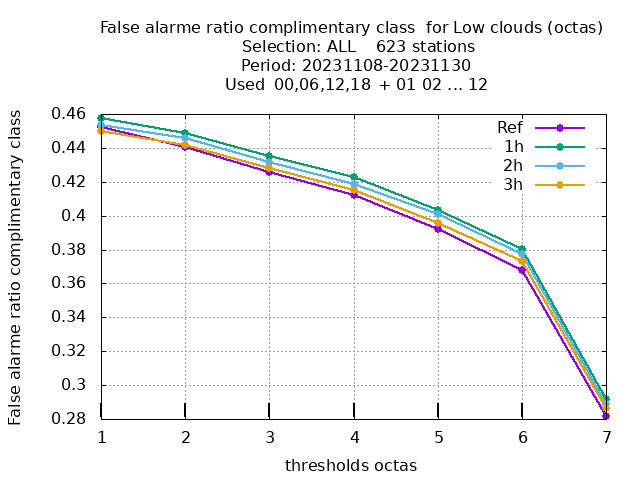 False alarme ratio complimentary class  for Low clouds (octas)
Selection: ALL    623 stations
Period: 20231108-20231130
Used  00,06,12,18  + 01 02 ... 12
False alarme ratio complimentary class
0.46
0.44
0.42
0.4
0.38
0.36
0.34
0.32
0.3
0.28
Ref
1h
2h
3h
1 2 3 4 5 6 7
thresholds octas